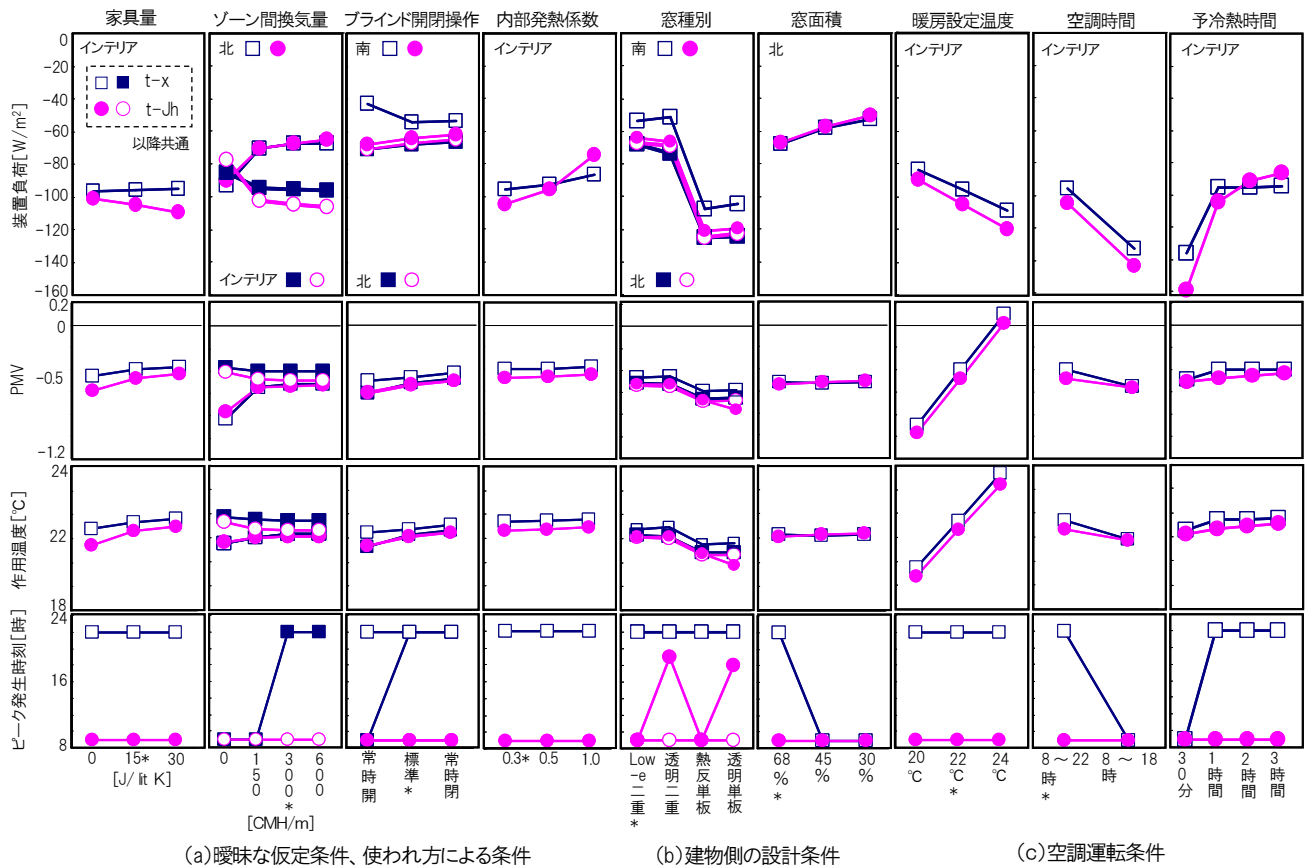 家具量
ゾーン間換気量
ブラインド開閉操作
内部発熱係数
窓種別
窓面積
暖房設定温度
空調時間
予冷熱時間
装置負荷[W/m²]
0
-20
-40
-60
-80
-100
-120
-140
-160
インテリア
t-x
t-Jh
以降共通
北
インテリア
南
北
インテリア
南
北
北
インテリア
インテリア
インテリア
PMV
0.2
0
-0.5
-1.2
作用温度[℃]
24
22
18
ピーク発生時刻[時]
24
16
8
0
15*
30
[J/ lit K]
0
150
300*
600
[CMH/m]
常時開
標準*
常時閉
0.3*
0.5
1.0
Low-e二重*
透明二重
熱反単板
透明単板
68%*
45%
30%
20℃
22℃*
24℃
8～22時*
8～18時
30分
1時間
2時間
3時間
(a)曖昧な仮定条件、使われ方による条件
(b)建物側の設計条件
(c)空調運転条件